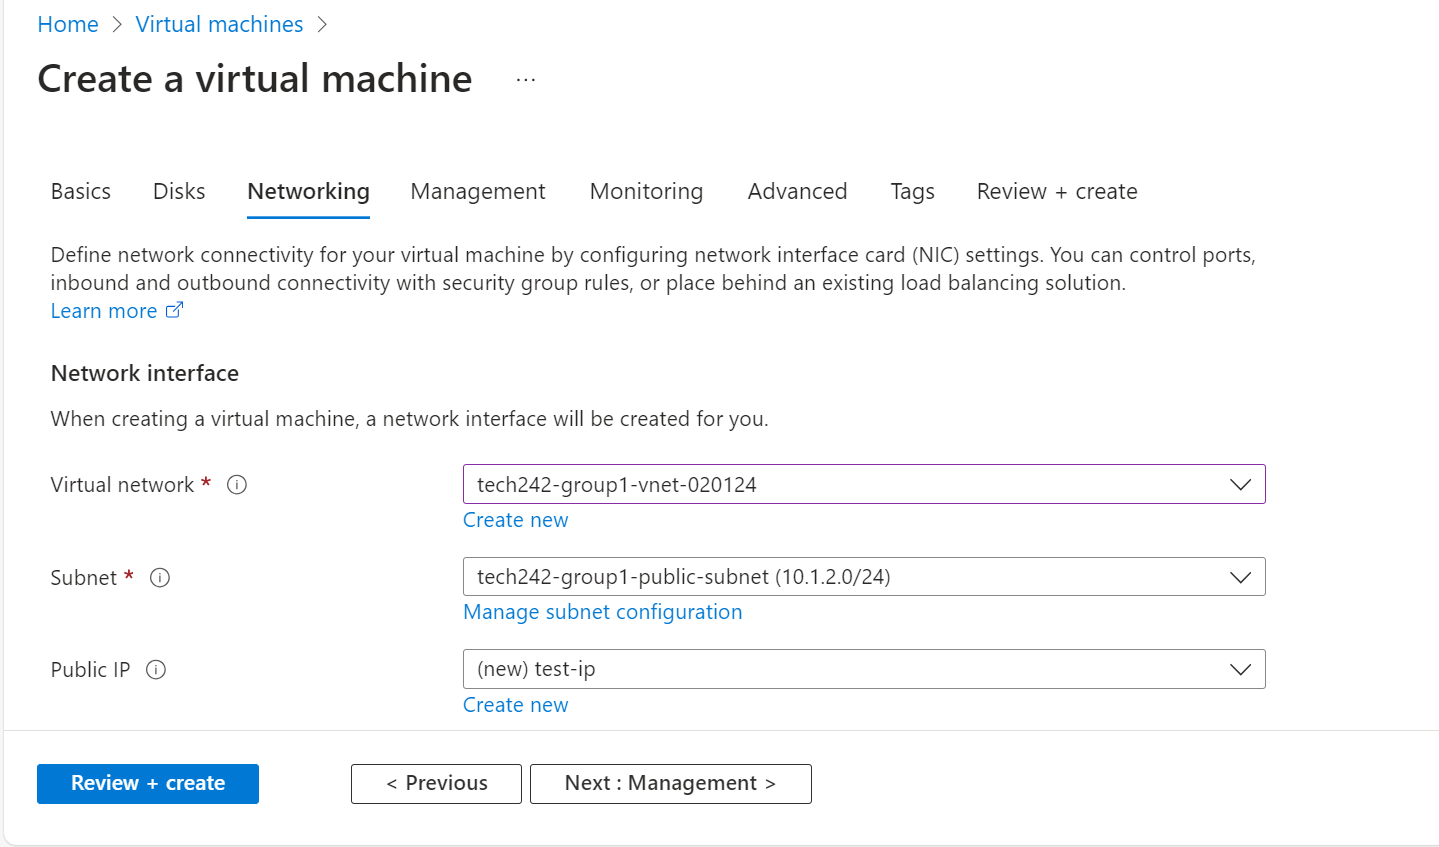 Home > Virtual machines >
Create a virtual machine ...
Basics Disks Networking Management Monitoring Advanced Tags Review + create
Define network connectivity for your virtual machine by configuring network interface card (NIC) settings. You can control ports,
inbound and outbound connectivity with security group rules, or place behind an existing load balancing solution.
Learn more
Network interface
When creating a virtual machine, a network interface will be created for you.
Virtual network * tech242-group1-vnet-020124
Create new
Subnet * tech242-group1-public-subnet (10.1.2.0/24)
Manage subnet configuration
Public IP (new) test-ip
Create new
Review + create < Previous Next : Management >